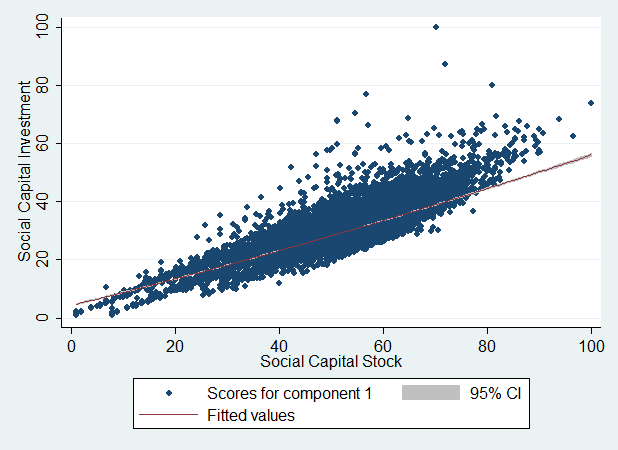 Social Capital Investment
100
80
60
40
20
0
0 20 40 60 80 100
Social Capital Stock
Scores for component 1 95% CI
Fitted values